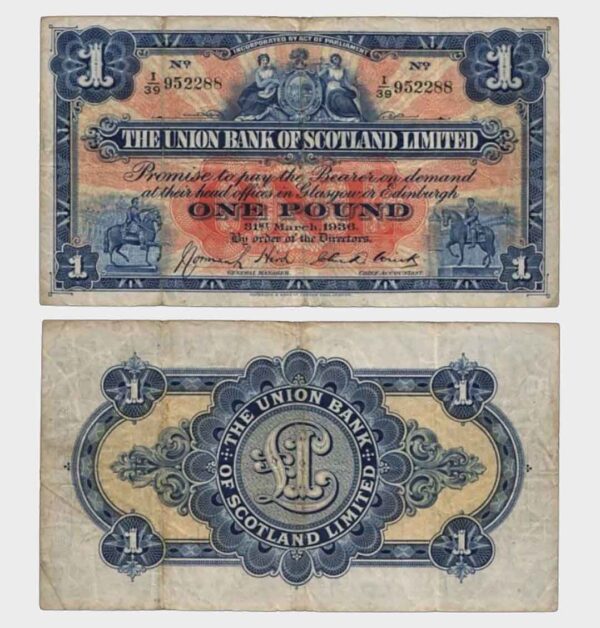 INCORPORATED BY ACT OF PARLIAMENT
1
1
Nº
Nº
I/39 952288
I/39 952288
THE UNION BANK OF SCOTLAND LIMITED
Promise to pay the Bearer on demand
at their head offices in Glasgow or Edinburgh
ONE POUND
31ST March, 1936.
By order of the Directors.
GENERAL MANAGER.
CHIEF ACCOUNTANT.
1
1
1
1
THE UNION BANK
£1
OF SCOTLAND LIMITED
1
1